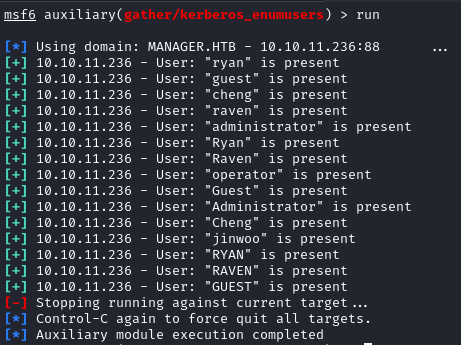 msf6 auxiliary(gather/kerberos_enumusers) > run
[*] Using domain: MANAGER.HTB - 10.10.11.236:88 ...
[+] 10.10.11.236 - User: "ryan" is present
[+] 10.10.11.236 - User: "guest" is present
[+] 10.10.11.236 - User: "cheng" is present
[+] 10.10.11.236 - User: "raven" is present
[+] 10.10.11.236 - User: "administrator" is present
[+] 10.10.11.236 - User: "Ryan" is present
[+] 10.10.11.236 - User: "Raven" is present
[+] 10.10.11.236 - User: "operator" is present
[+] 10.10.11.236 - User: "Guest" is present
[+] 10.10.11.236 - User: "Administrator" is present
[+] 10.10.11.236 - User: "Cheng" is present
[+] 10.10.11.236 - User: "jinwoo" is present
[+] 10.10.11.236 - User: "RYAN" is present
[+] 10.10.11.236 - User: "RAVEN" is present
[+] 10.10.11.236 - User: "GUEST" is present
[-] Stopping running against current target...
[*] Control-C again to force quit all targets.
[*] Auxiliary module execution completed